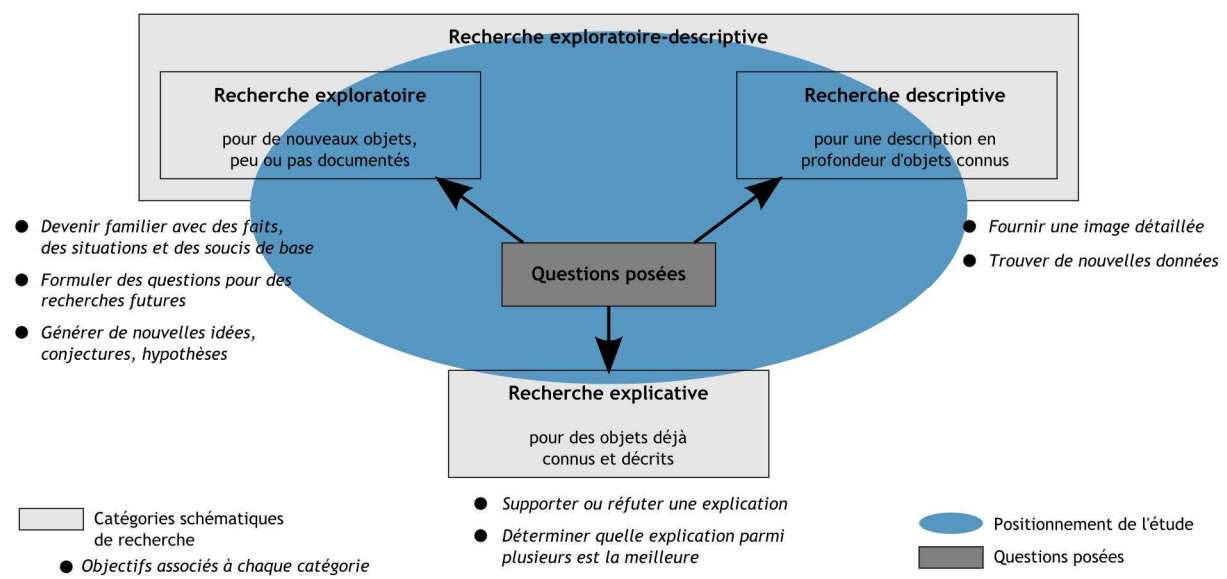 Recherche exploratoire-descriptive
Recherche exploratoire
pour de nouveaux objets,
peu ou pas documentés
Recherche descriptive
pour une description en
profondeur d'objets connus
● Devenir familier avec des faits,
des situations et des soucis de base
● Formuler des questions pour des
recherches futures
● Générer de nouvelles idées,
conjectures, hypothèses
Questions posées
● Fournir une image détaillée
● Trouver de nouvelles données
Recherche explicative
pour des objets déjà
connus et décrits
● Supporter ou réfuter une explication
● Déterminer quelle explication parmi
plusieurs est la meilleure
Catégories schématiques
de recherche
● Objectifs associés à chaque catégorie
Positionnement de l'étude
Questions posées